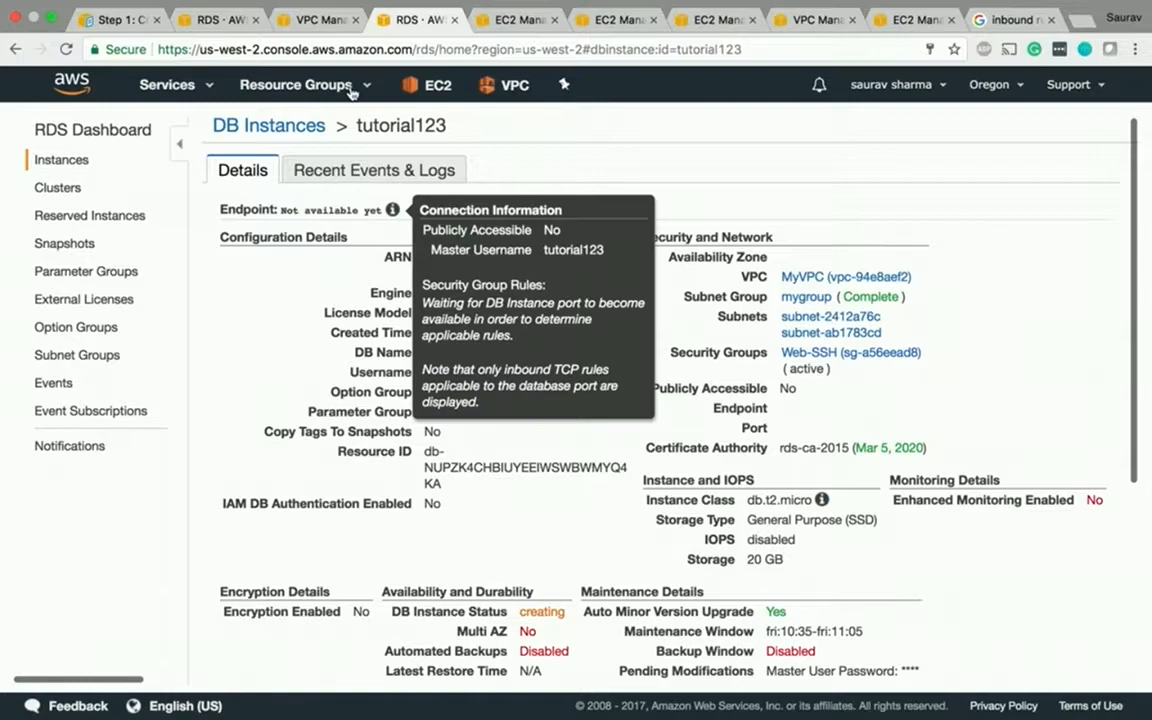 Step 1: C
RDS · AW
VPC Man
RDS · AW
EC2 Man
EC2 Man
EC2 Man
VPC Man
EC2 Man
inbound r
Saurav
Secure
https://us-west-2.console.aws.amazon.com/rds/home?region=us-west-2#dbinstance:id=tutorial123
aws
Services
Resource Groups
EC2
VPC
saurav sharma
Oregon
Support
RDS Dashboard
Instances
Clusters
Reserved Instances
Snapshots
Parameter Groups
External Licenses
Option Groups
Subnet Groups
Events
Event Subscriptions
Notifications
DB Instances > tutorial123
Details
Recent Events & Logs
Endpoint: Not available yet
Connection Information
Publicly Accessible No
Master Username tutorial123
Security Group Rules:
Waiting for DB Instance port to become
available in order to determine
applicable rules.
Note that only inbound TCP rules
applicable to the database port are
displayed.
Configuration Details
ARN
Engine
License Model
Created Time
DB Name
Username
Option Group
Parameter Group
Copy Tags To Snapshots No
Resource ID db-
NUPZK4CHBIUYEEIWSWBWMYQ4
KA
IAM DB Authentication Enabled No
ecurity and Network
Availability Zone
VPC MyVPC (vpc-94e8aef2)
Subnet Group mygroup ( Complete )
Subnets subnet-2412a76c
subnet-ab1783cd
Security Groups Web-SSH (sg-a56eead8)
( active )
Publicly Accessible No
Endpoint
Port
Certificate Authority rds-ca-2015 (Mar 5, 2020)
Instance and IOPS
Instance Class db.t2.micro
Storage Type General Purpose (SSD)
IOPS disabled
Storage 20 GB
Monitoring Details
Enhanced Monitoring Enabled No
Encryption Details
Encryption Enabled No
Availability and Durability
DB Instance Status creating
Multi AZ No
Automated Backups Disabled
Latest Restore Time N/A
Maintenance Details
Auto Minor Version Upgrade Yes
Maintenance Window fri:10:35-fri:11:05
Backup Window Disabled
Pending Modifications Master User Password: ****
Feedback
English (US)
© 2008 - 2017, Amazon Web Services, Inc. or its affiliates. All rights reserved.
Privacy Policy
Terms of Use